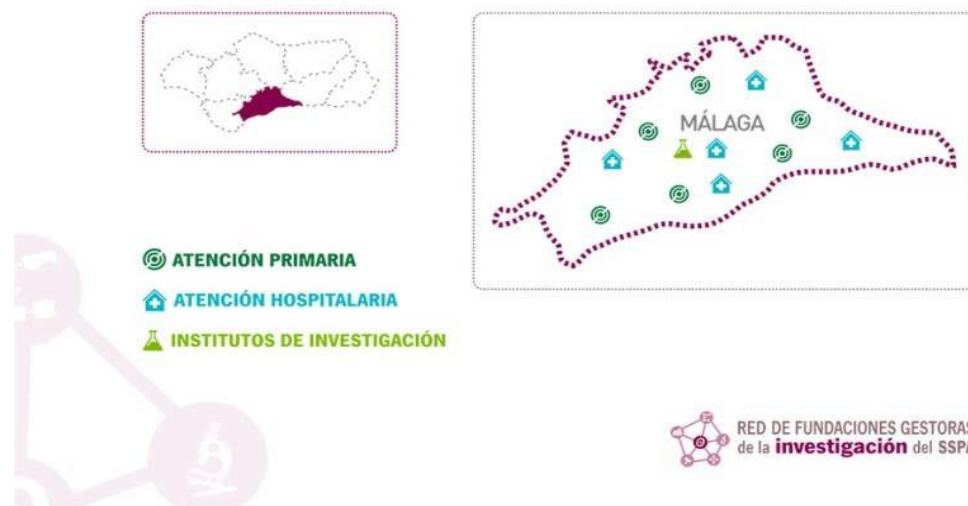 MÁLAGA
ATENCIÓN PRIMARIA
ATENCIÓN HOSPITALARIA
INSTITUTOS DE INVESTIGACIÓN
RED DE FUNDACIONES GESTORAS
de la investigación del SSPA